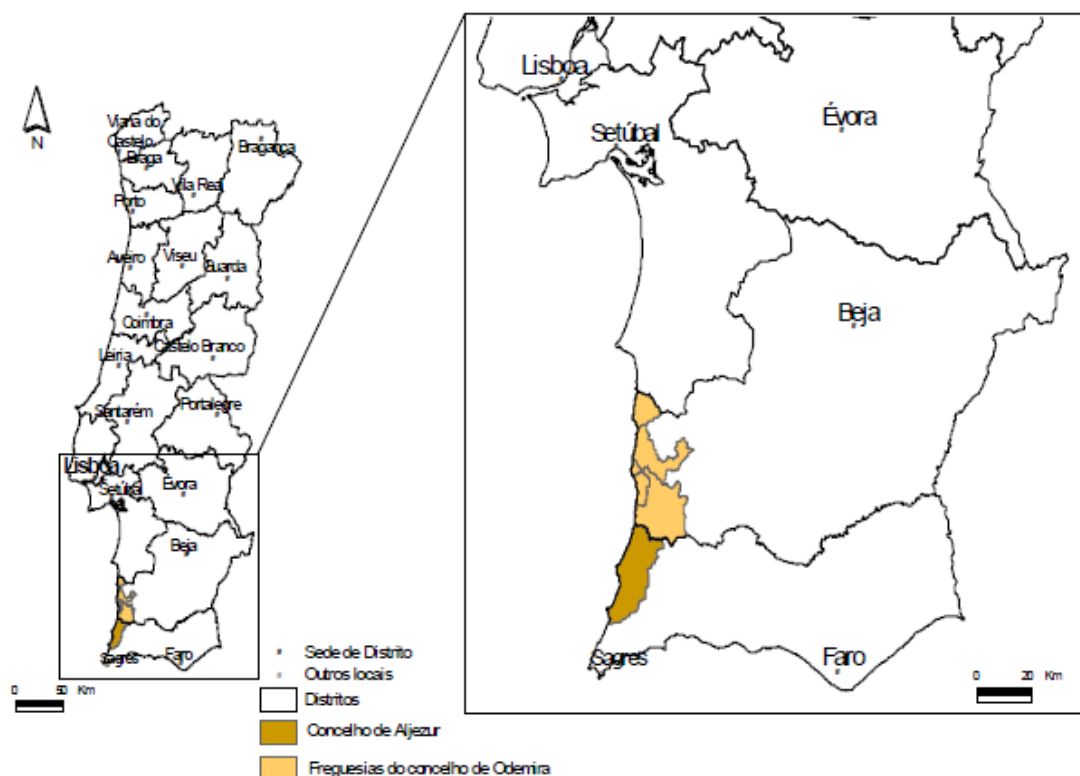 N
Viana do
Castelo
Braga
Bragança
Vila Real
Porto
Aveiro
Viseu
Guarda
Coimbra
Leiria
Castelo Branco
Santarém
Portalegre
Lisboa
Setúbal
Évora
Beja
Sagres
Faro
0 50 Km
Sede de Distrito
Outros locais
Distritos
Concelho de Aljezur
Freguesias do concelho de Odemira
Lisboa
Setúbal
Évora
Beja
Sagres
Faro
0 20 Km